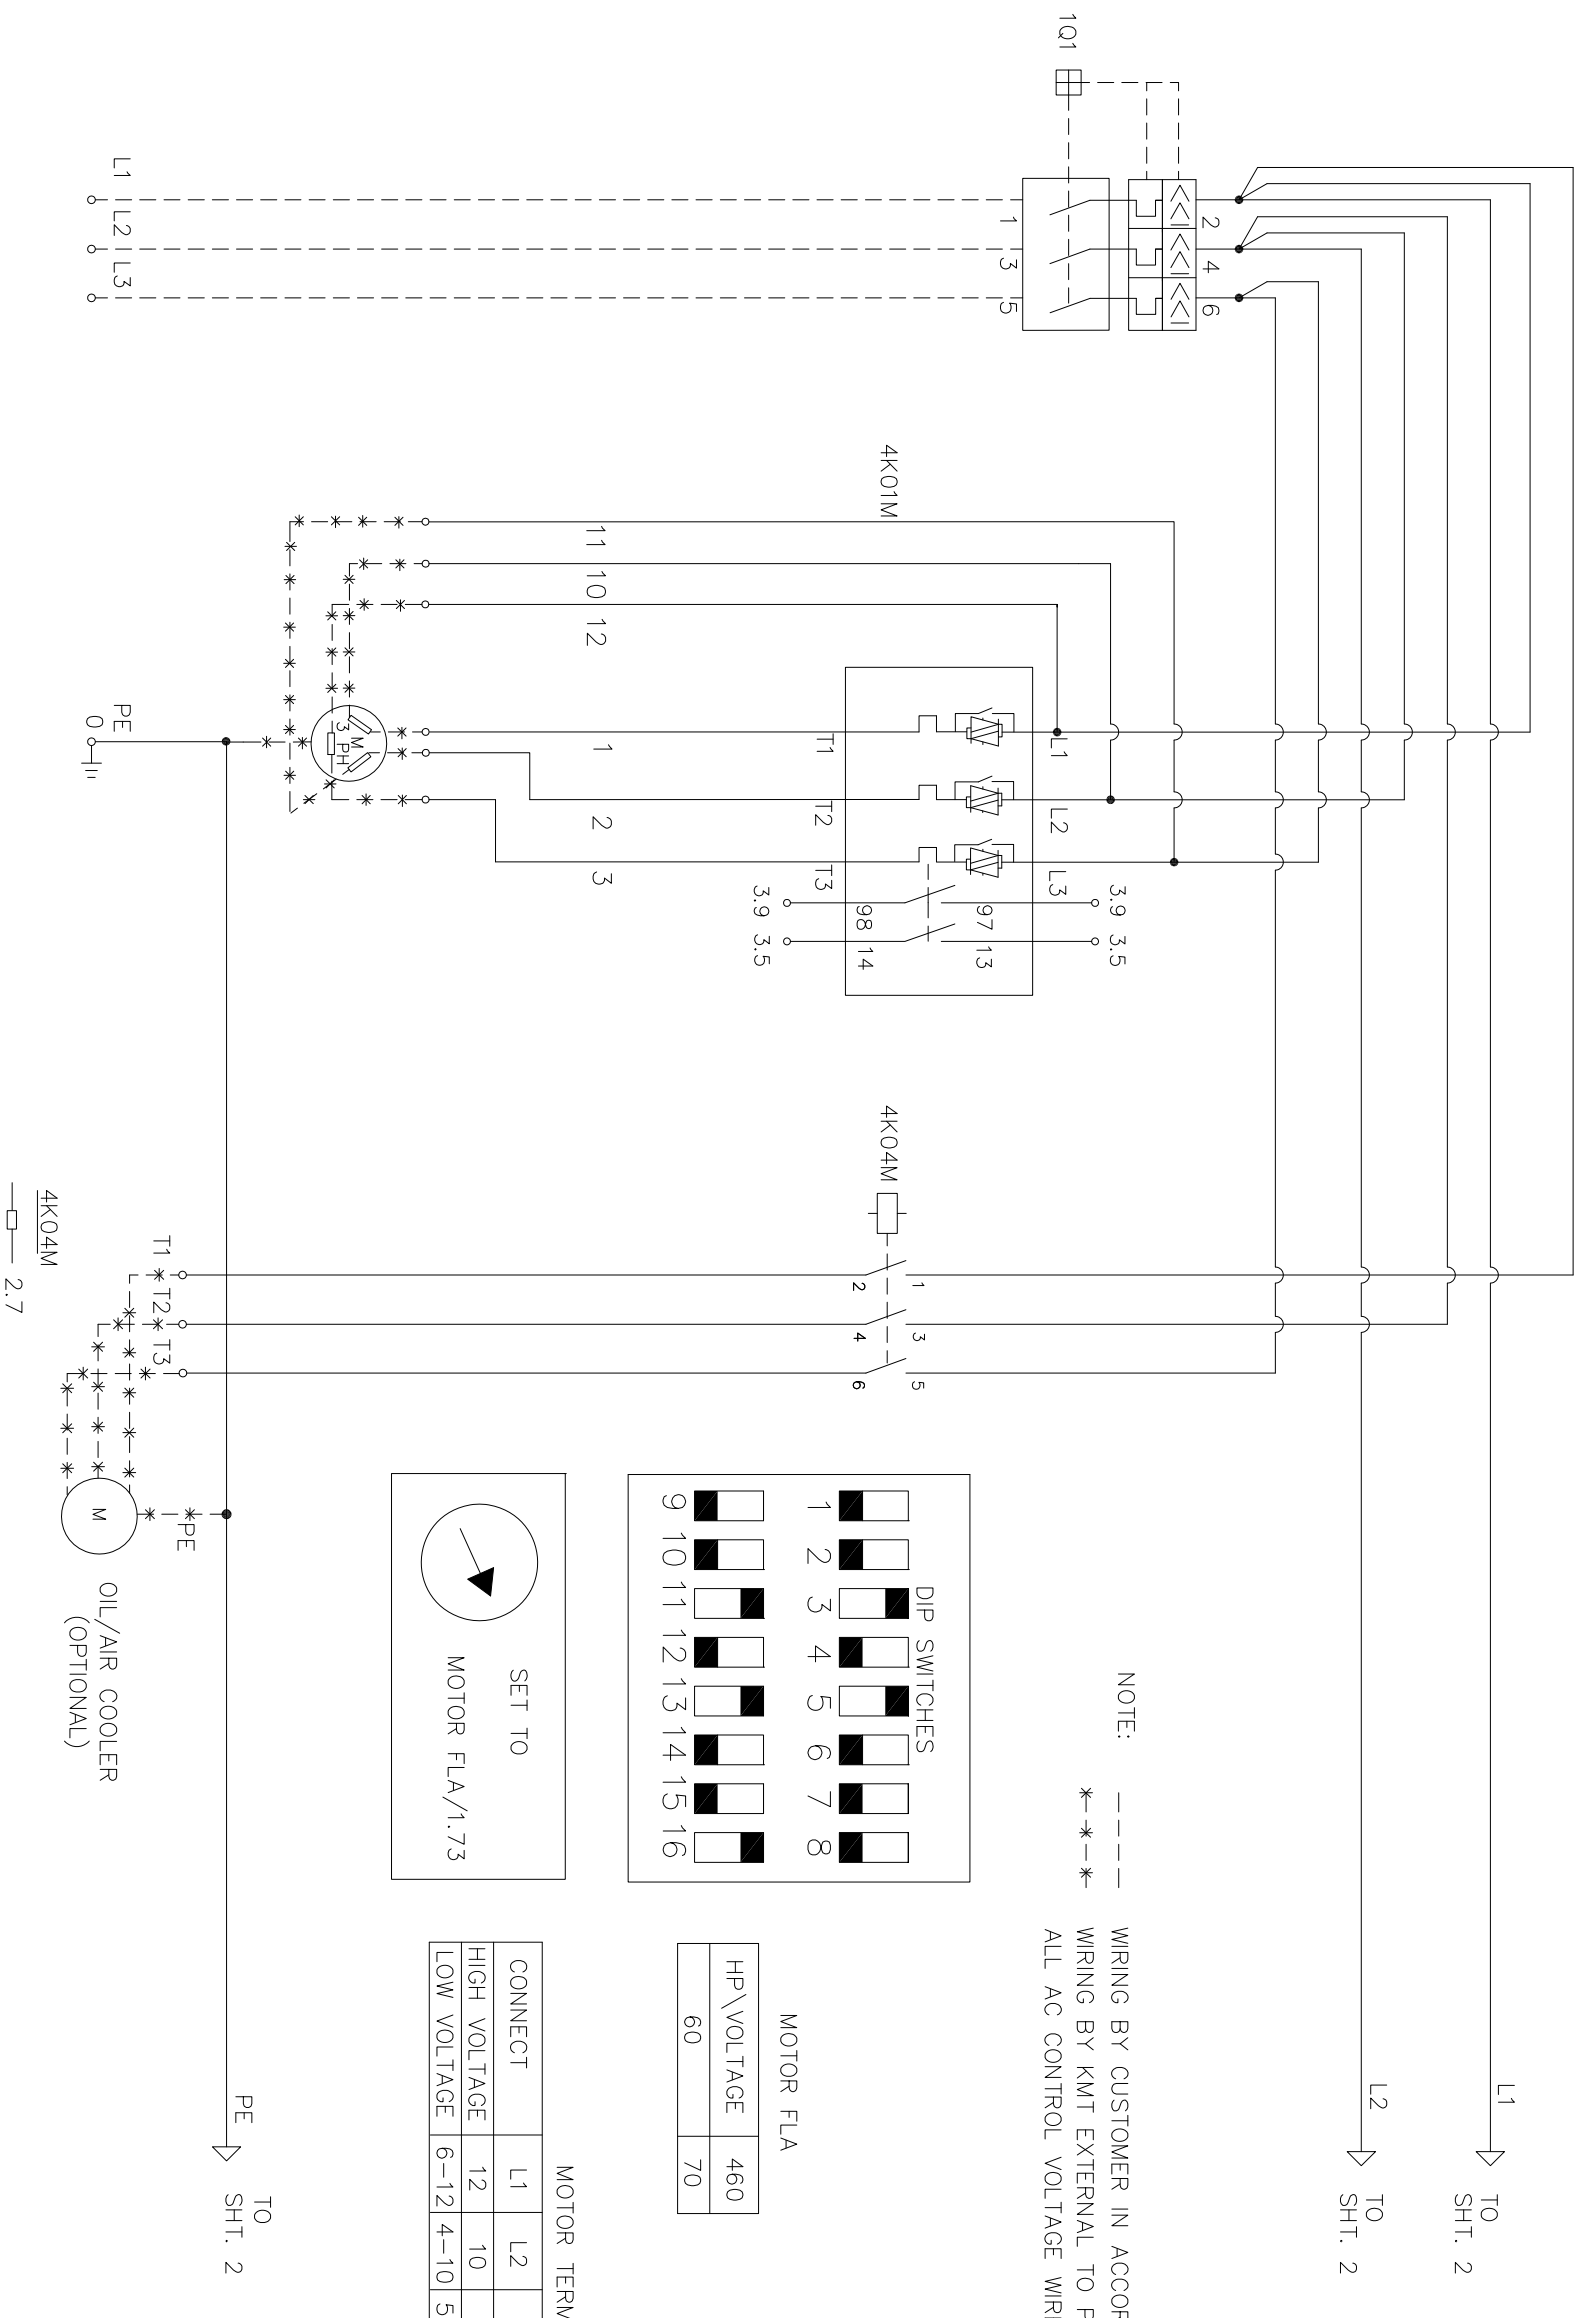 1Q1
L1
L2
L3
1
3
5
2
4
6
4K01M
11
10
12
1
2
3
T1
T2
T3
L1
L2
L3
98
14
97
13
3.9
3.5
3.9
3.5
M
3 PH
PE
0
4K04M
1
3
5
2
4
6
T1
T2
T3
PE
M
OIL/AIR COOLER
(OPTIONAL)
4K04M
2.7
L1
TO
SHT. 2
L2
TO
SHT. 2
PE
TO
SHT. 2
NOTE:
WIRING BY CUSTOMER IN
WIRING BY KMT EXTERNAL TO
ALL AC CONTROL VOLTAGE
DIP SWITCHES
1 2 3 4 5 6 7 8
9 10 11 12 13 14 15 16
SET TO
MOTOR FLA/1.73
MOTOR FLA
HP\VOLTAGE 460
60 70
MOTOR
CONNECT L1 L2
HIGH VOLTAGE 12 10
LOW VOLTAGE 6-12 4-10 5